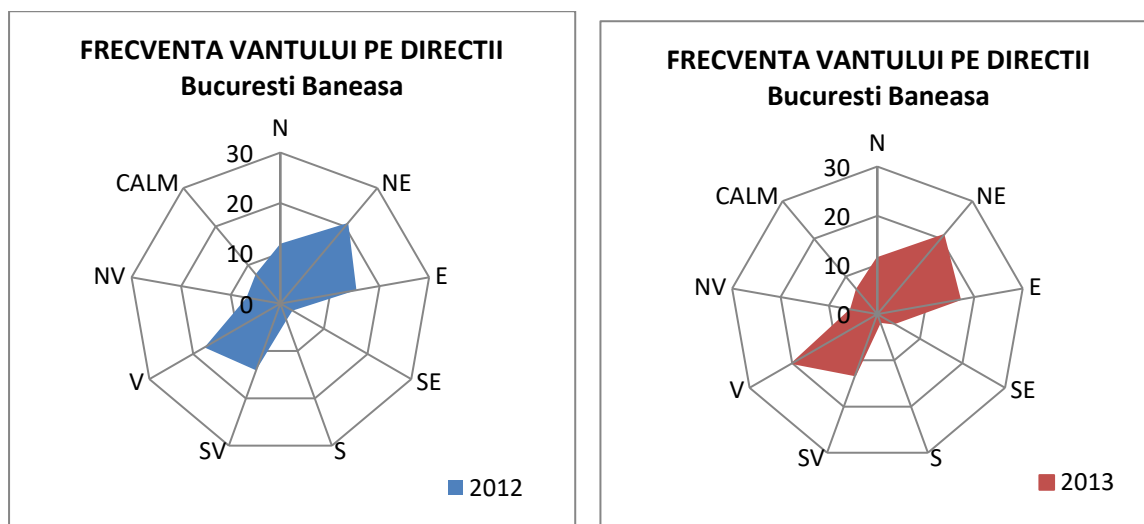 FRECVENTA VANTULUI PE DIRECTII
Bucuresti Baneasa
N
30
CALM
NE
20
10
NV
0
E
V
SE
SV
S
2012
FRECVENTA VANTULUI PE DIRECTII
Bucuresti Baneasa
N
30
CALM
NE
20
10
NV
0
E
V
SE
SV
S
2013